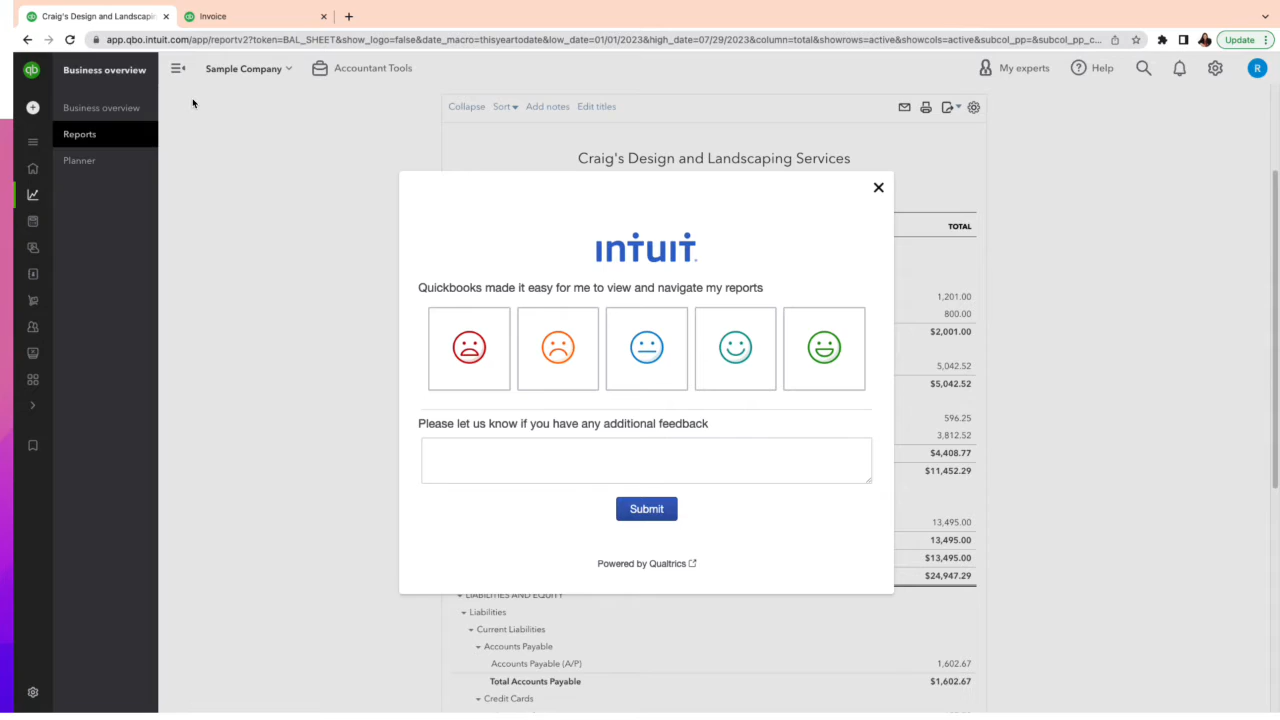 Craig's Design and Landscapin
Invoice
app.qbo.intuit.com/app/reportv2?token=BAL_SHEET&show_logo=false&date_macro=thisyeartodate&low_date=01/01/2023&high_date=07/29/2023&column=total&showrows=active&showcols=active&subcol_pp=&subcol_pp_c...
Update
qb
Business overview
Sample Company
Accountant Tools
My experts
Help
R
Business overview
Reports
Planner
Collapse Sort Add notes Edit titles
Craig's Design and Landscaping Services
TOTAL
intuit.
Quickbooks made it easy for me to view and navigate my reports
Please let us know if you have any additional feedback
Submit
Powered by Qualtrics
1,201.00
800.00
$2,001.00
5,042.52
$5,042.52
596.25
3,812.52
$4,408.77
$11,452.29
13,495.00
13,495.00
$13,495.00
$24,947.29
LIABILITIES AND EQUITY
Liabilities
Current Liabilities
Accounts Payable
Accounts Payable (A/P) 1,602.67
Total Accounts Payable $1,602.67
Credit Cards